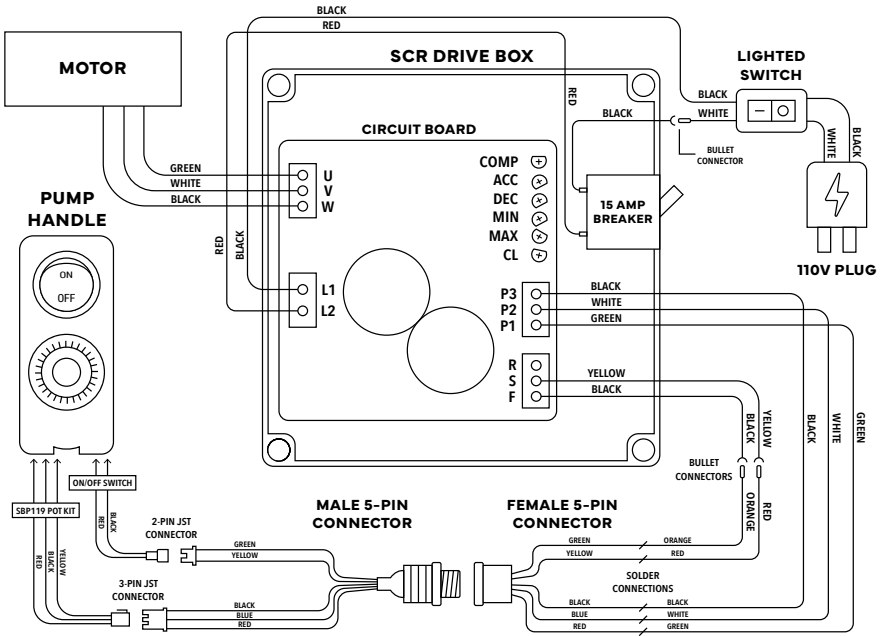 BLACK
RED
MOTOR
SCR DRIVE BOX
LIGHTED
SWITCH
RED
BLACK
BLACK
WHITE
BULLET
CONNECTOR
WHITE
BLACK
CIRCUIT BOARD
GREEN
WHITE
BLACK
U
V
W
COMP
ACC
DEC
MIN
MAX
CL
15 AMP
BREAKER
110V PLUG
PUMP
HANDLE
ON
OFF
RED
BLACK
L1
L2
P3
P2
P1
BLACK
WHITE
GREEN
R
S
F
YELLOW
BLACK
BLACK
YELLOW
BLACK
WHITE
GREEN
BULLET
CONNECTORS
ORANGE
RED
ON/OFF SWITCH
SBP119 POT KIT
RED
BLACK
RED
BLACK
YELLOW
2-PIN JST
CONNECTOR
3-PIN JST
CONNECTOR
MALE 5-PIN
CONNECTOR
FEMALE 5-PIN
CONNECTOR
GREEN
YELLOW
BLACK
BLUE
RED
GREEN
ORANGE
YELLOW
RED
SOLDER
CONNECTIONS
BLACK
BLACK
BLUE
WHITE
RED
GREEN